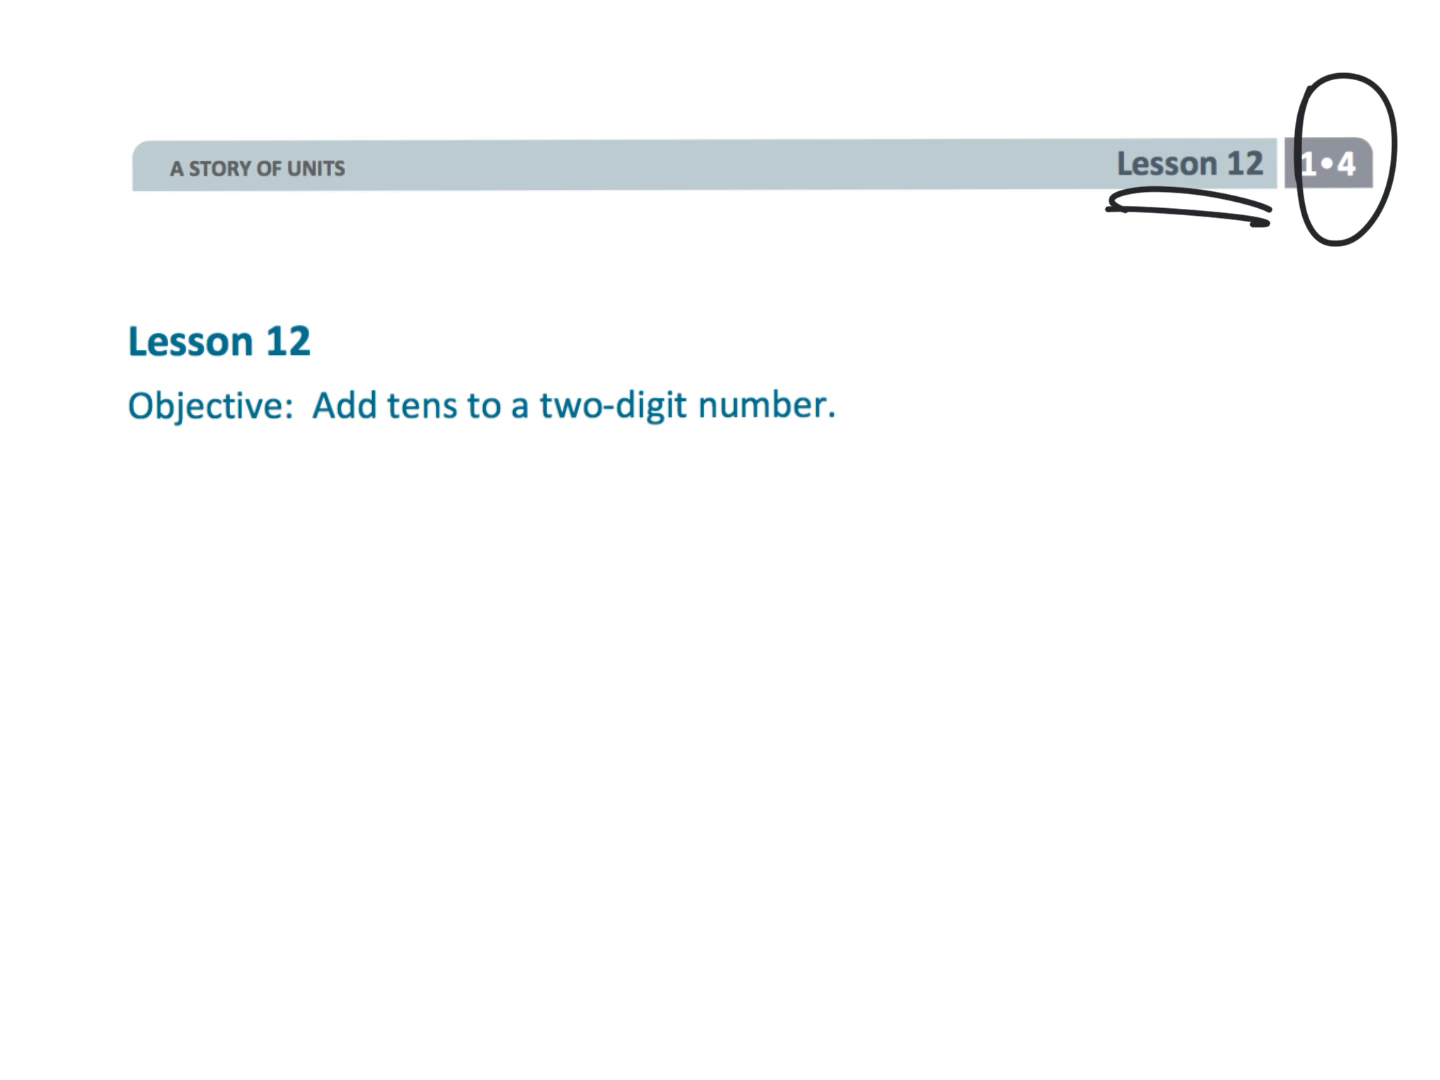 A STORY OF UNITS Lesson 12 1•4
Lesson 12
Objective: Add tens to a two-digit number.